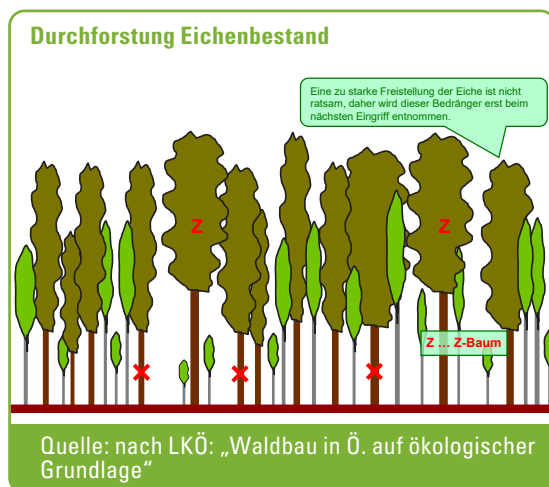 Durchforstung Eichenbestand
Eine zu starke Freistellung der Eiche ist nicht
ratsam, daher wird dieser Bedränger erst beim
nächsten Eingriff entnommen.
Z
Z
Z ... Z-Baum
Quelle: nach LKÖ: „Waldbau in Ö. auf ökologischer
Grundlage“